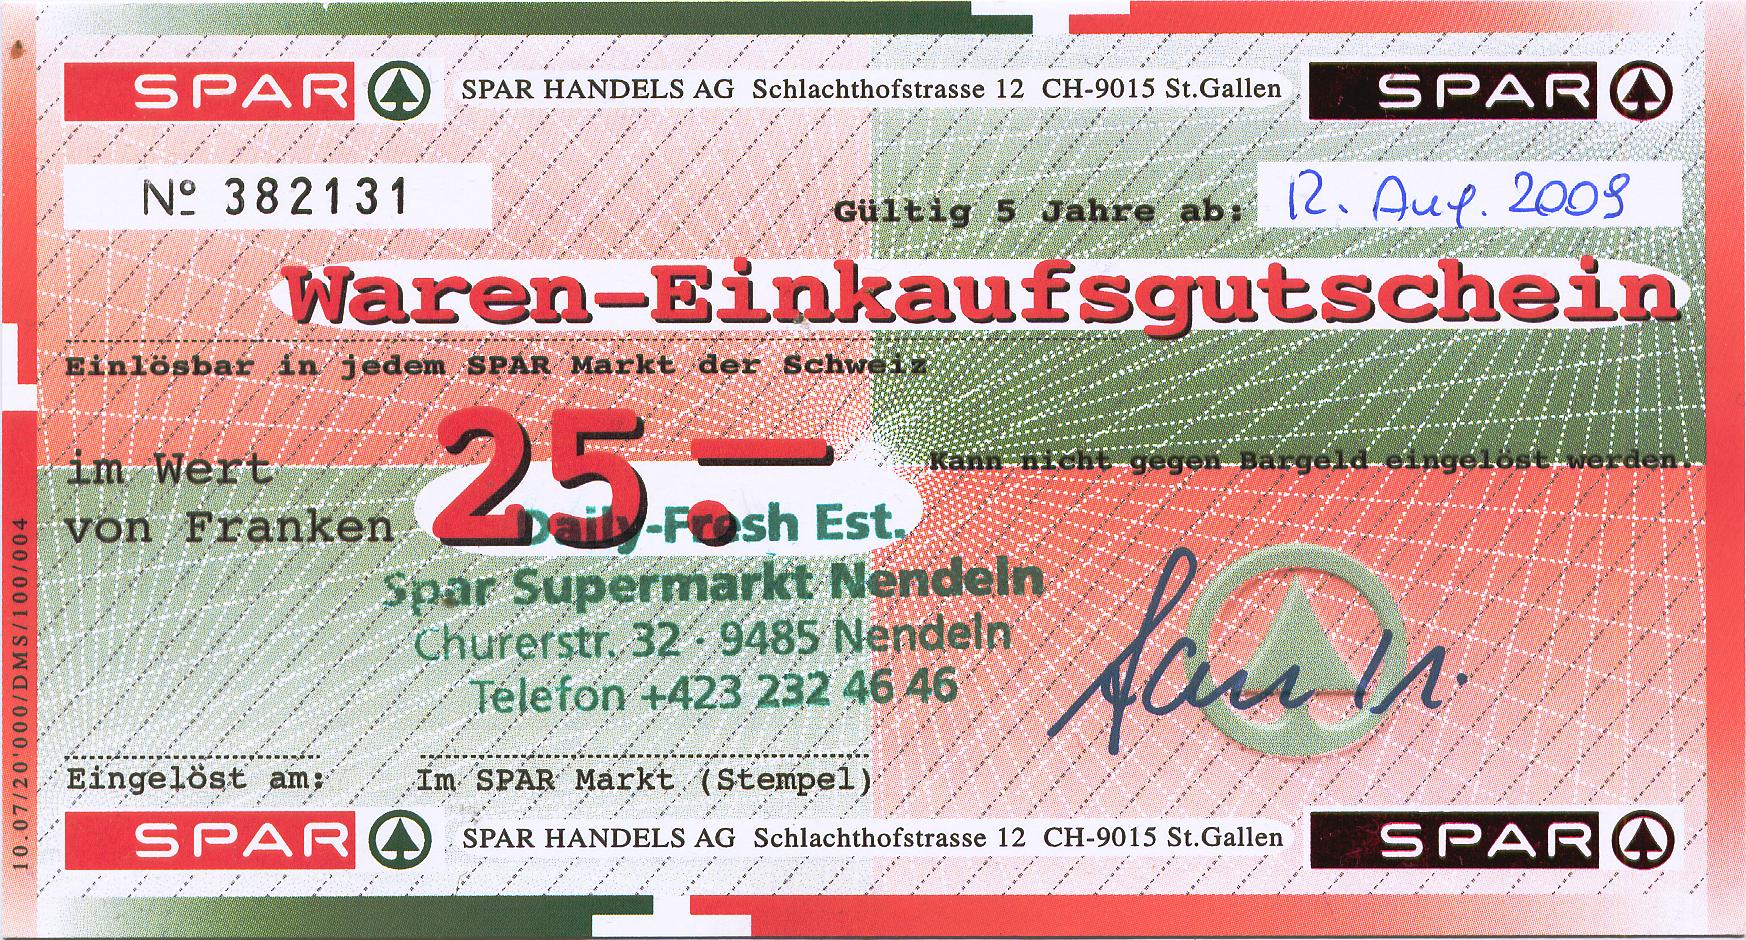 SPAR SPAR HANDELS AG Schlachthofstrasse 12 CH-9015 St.Gallen SPAR
Nº 382131
Gültig 5 Jahre ab: 12. Aug. 2009
Waren-Einkaufsgutschein
Einlösbar in jedem SPAR Markt der Schweiz
im Wert
von Franken 25.—
Kann nicht gegen Bargeld eingelöst werden.
Daily-Fresh Est.
Spar Supermarkt Nendeln
Churerstr. 32 · 9485 Nendeln
Telefon +423 232 46 46
Eingelöst am: Im SPAR Markt (Stempel)
SPAR SPAR HANDELS AG Schlachthofstrasse 12 CH-9015 St.Gallen SPAR
10.07/20'000/DMS/100/004